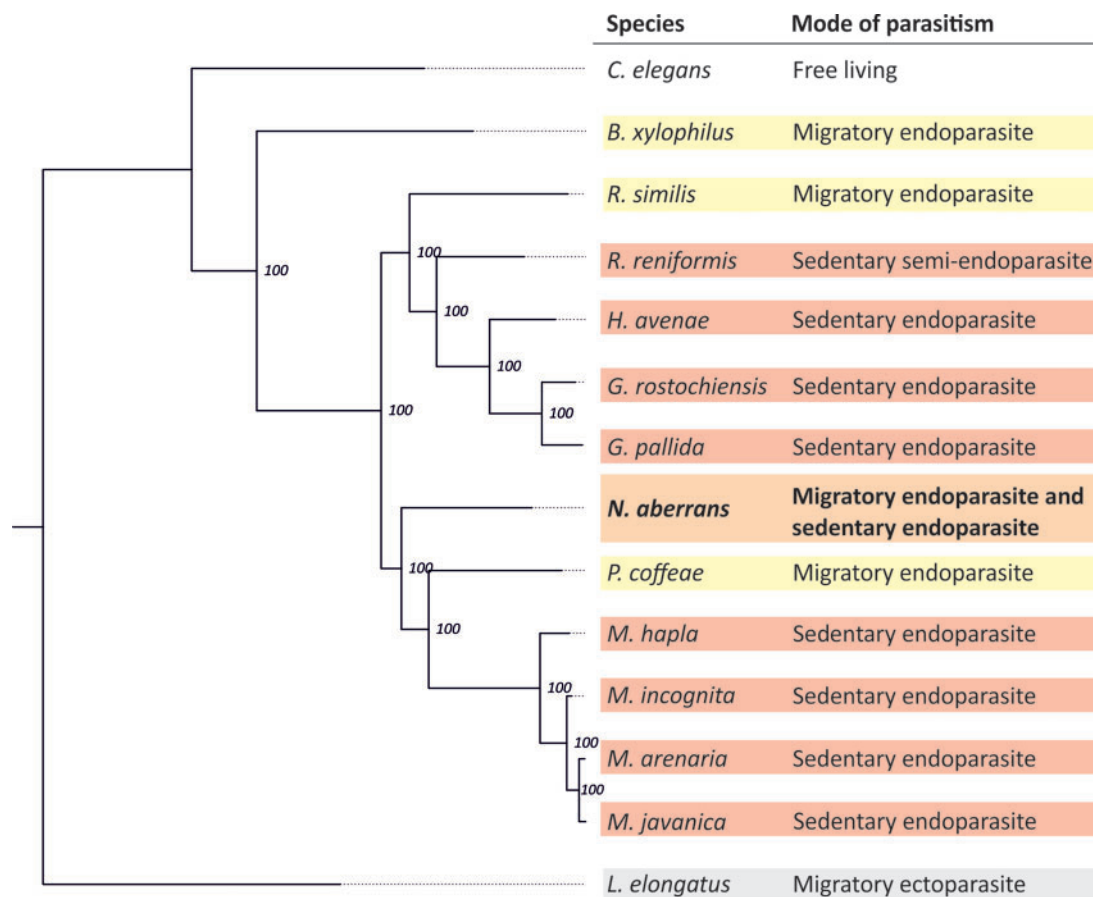 Species Mode of parasitism
C. elegans Free living
B. xylophilus Migratory endoparasite
R. similis Migratory endoparasite
100 R. reniformis Sedentary semi-endoparasite
100
100
H. avenae Sedentary endoparasite
100
G. rostochiensis Sedentary endoparasite
100
100
G. pallida Sedentary endoparasite
N. aberrans Migratory endoparasite and
sedentary endoparasite
100 P. coffeae Migratory endoparasite
100
M. hapla Sedentary endoparasite
100
M. incognita Sedentary endoparasite
100
M. arenaria Sedentary endoparasite
100
M. javanica Sedentary endoparasite
L. elongatus Migratory ectoparasite